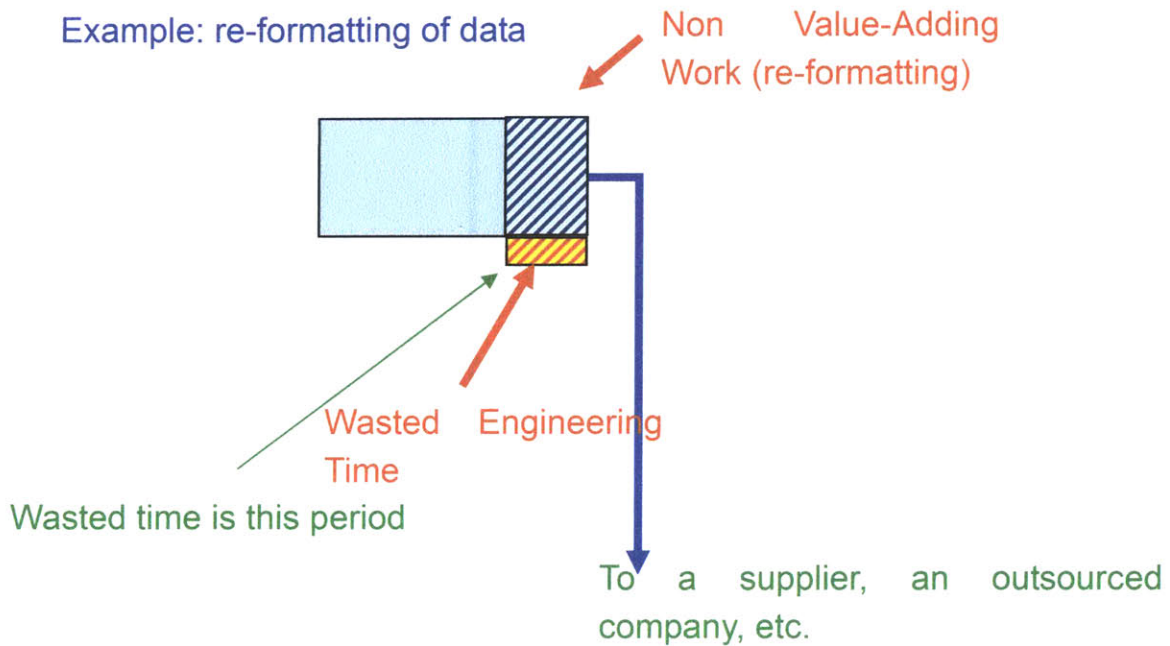 Example: re-formatting of data
Non Value-Adding
Work (re-formatting)
Wasted Engineering
Time
Wasted time is this period
To a supplier, an outsourced
company, etc.